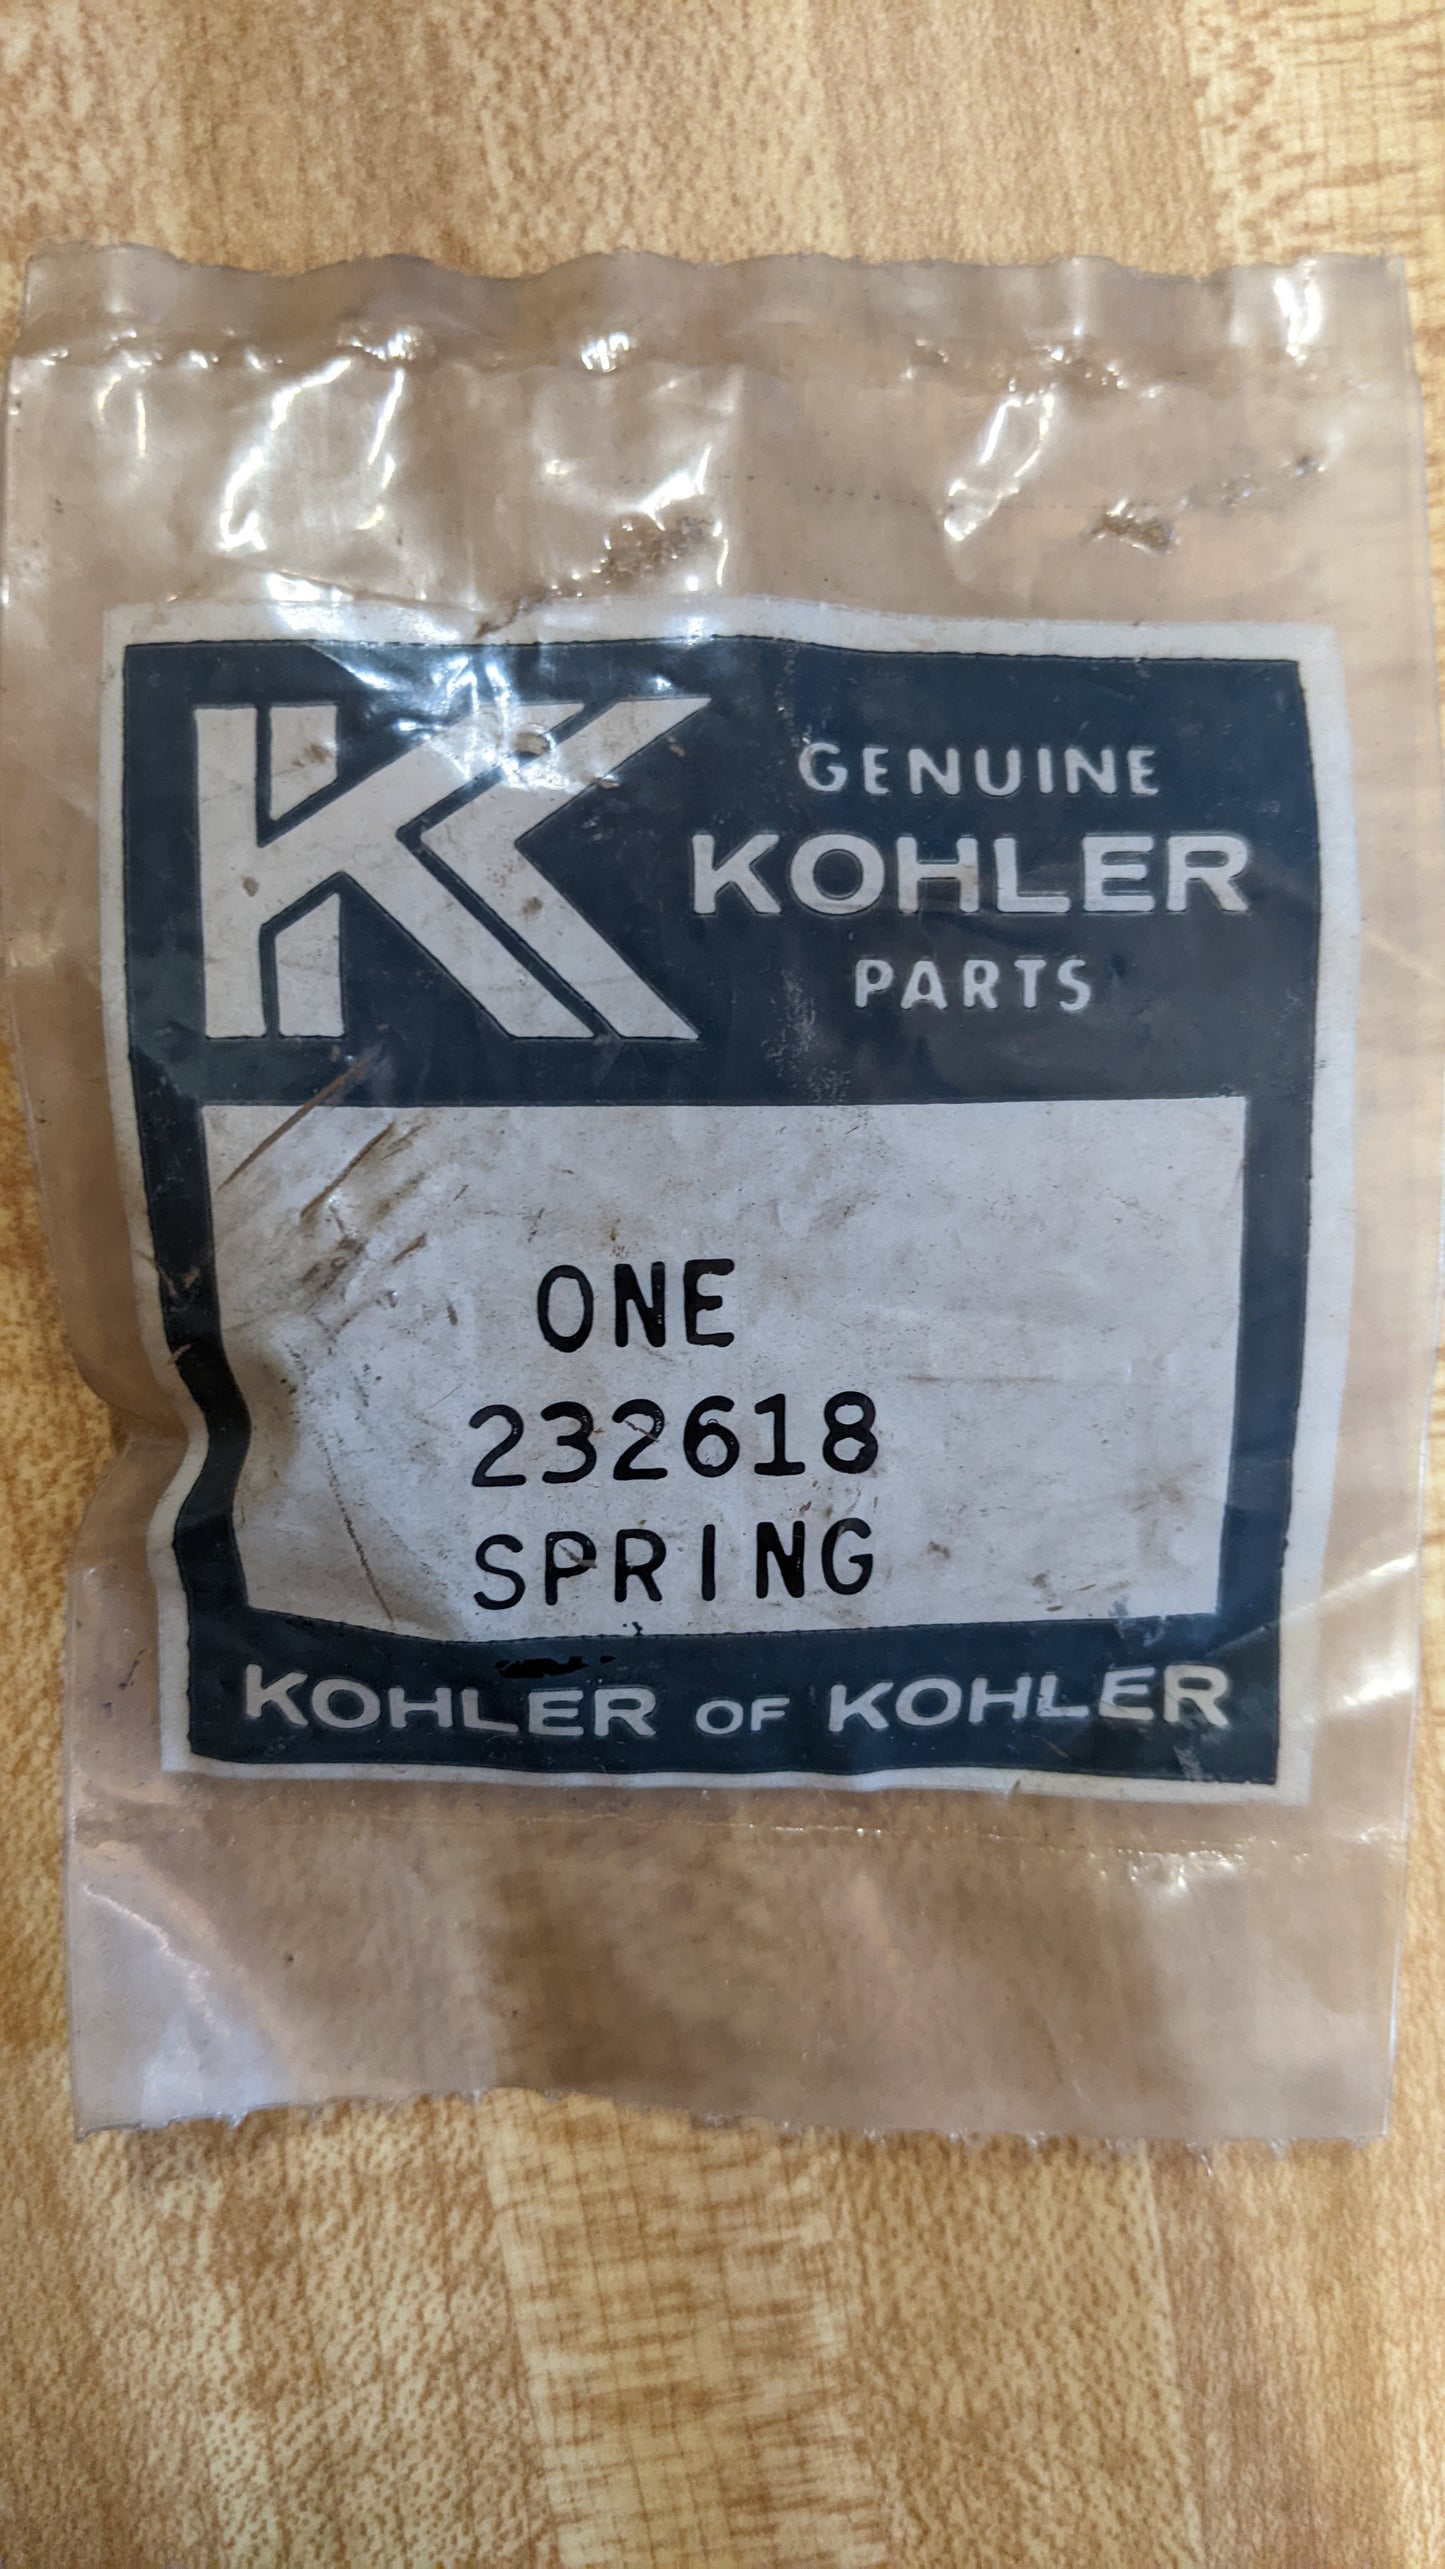 K
GENUINE
KOHLER
PARTS
ONE
232618
SPRING
KOHLER OF KOHLER